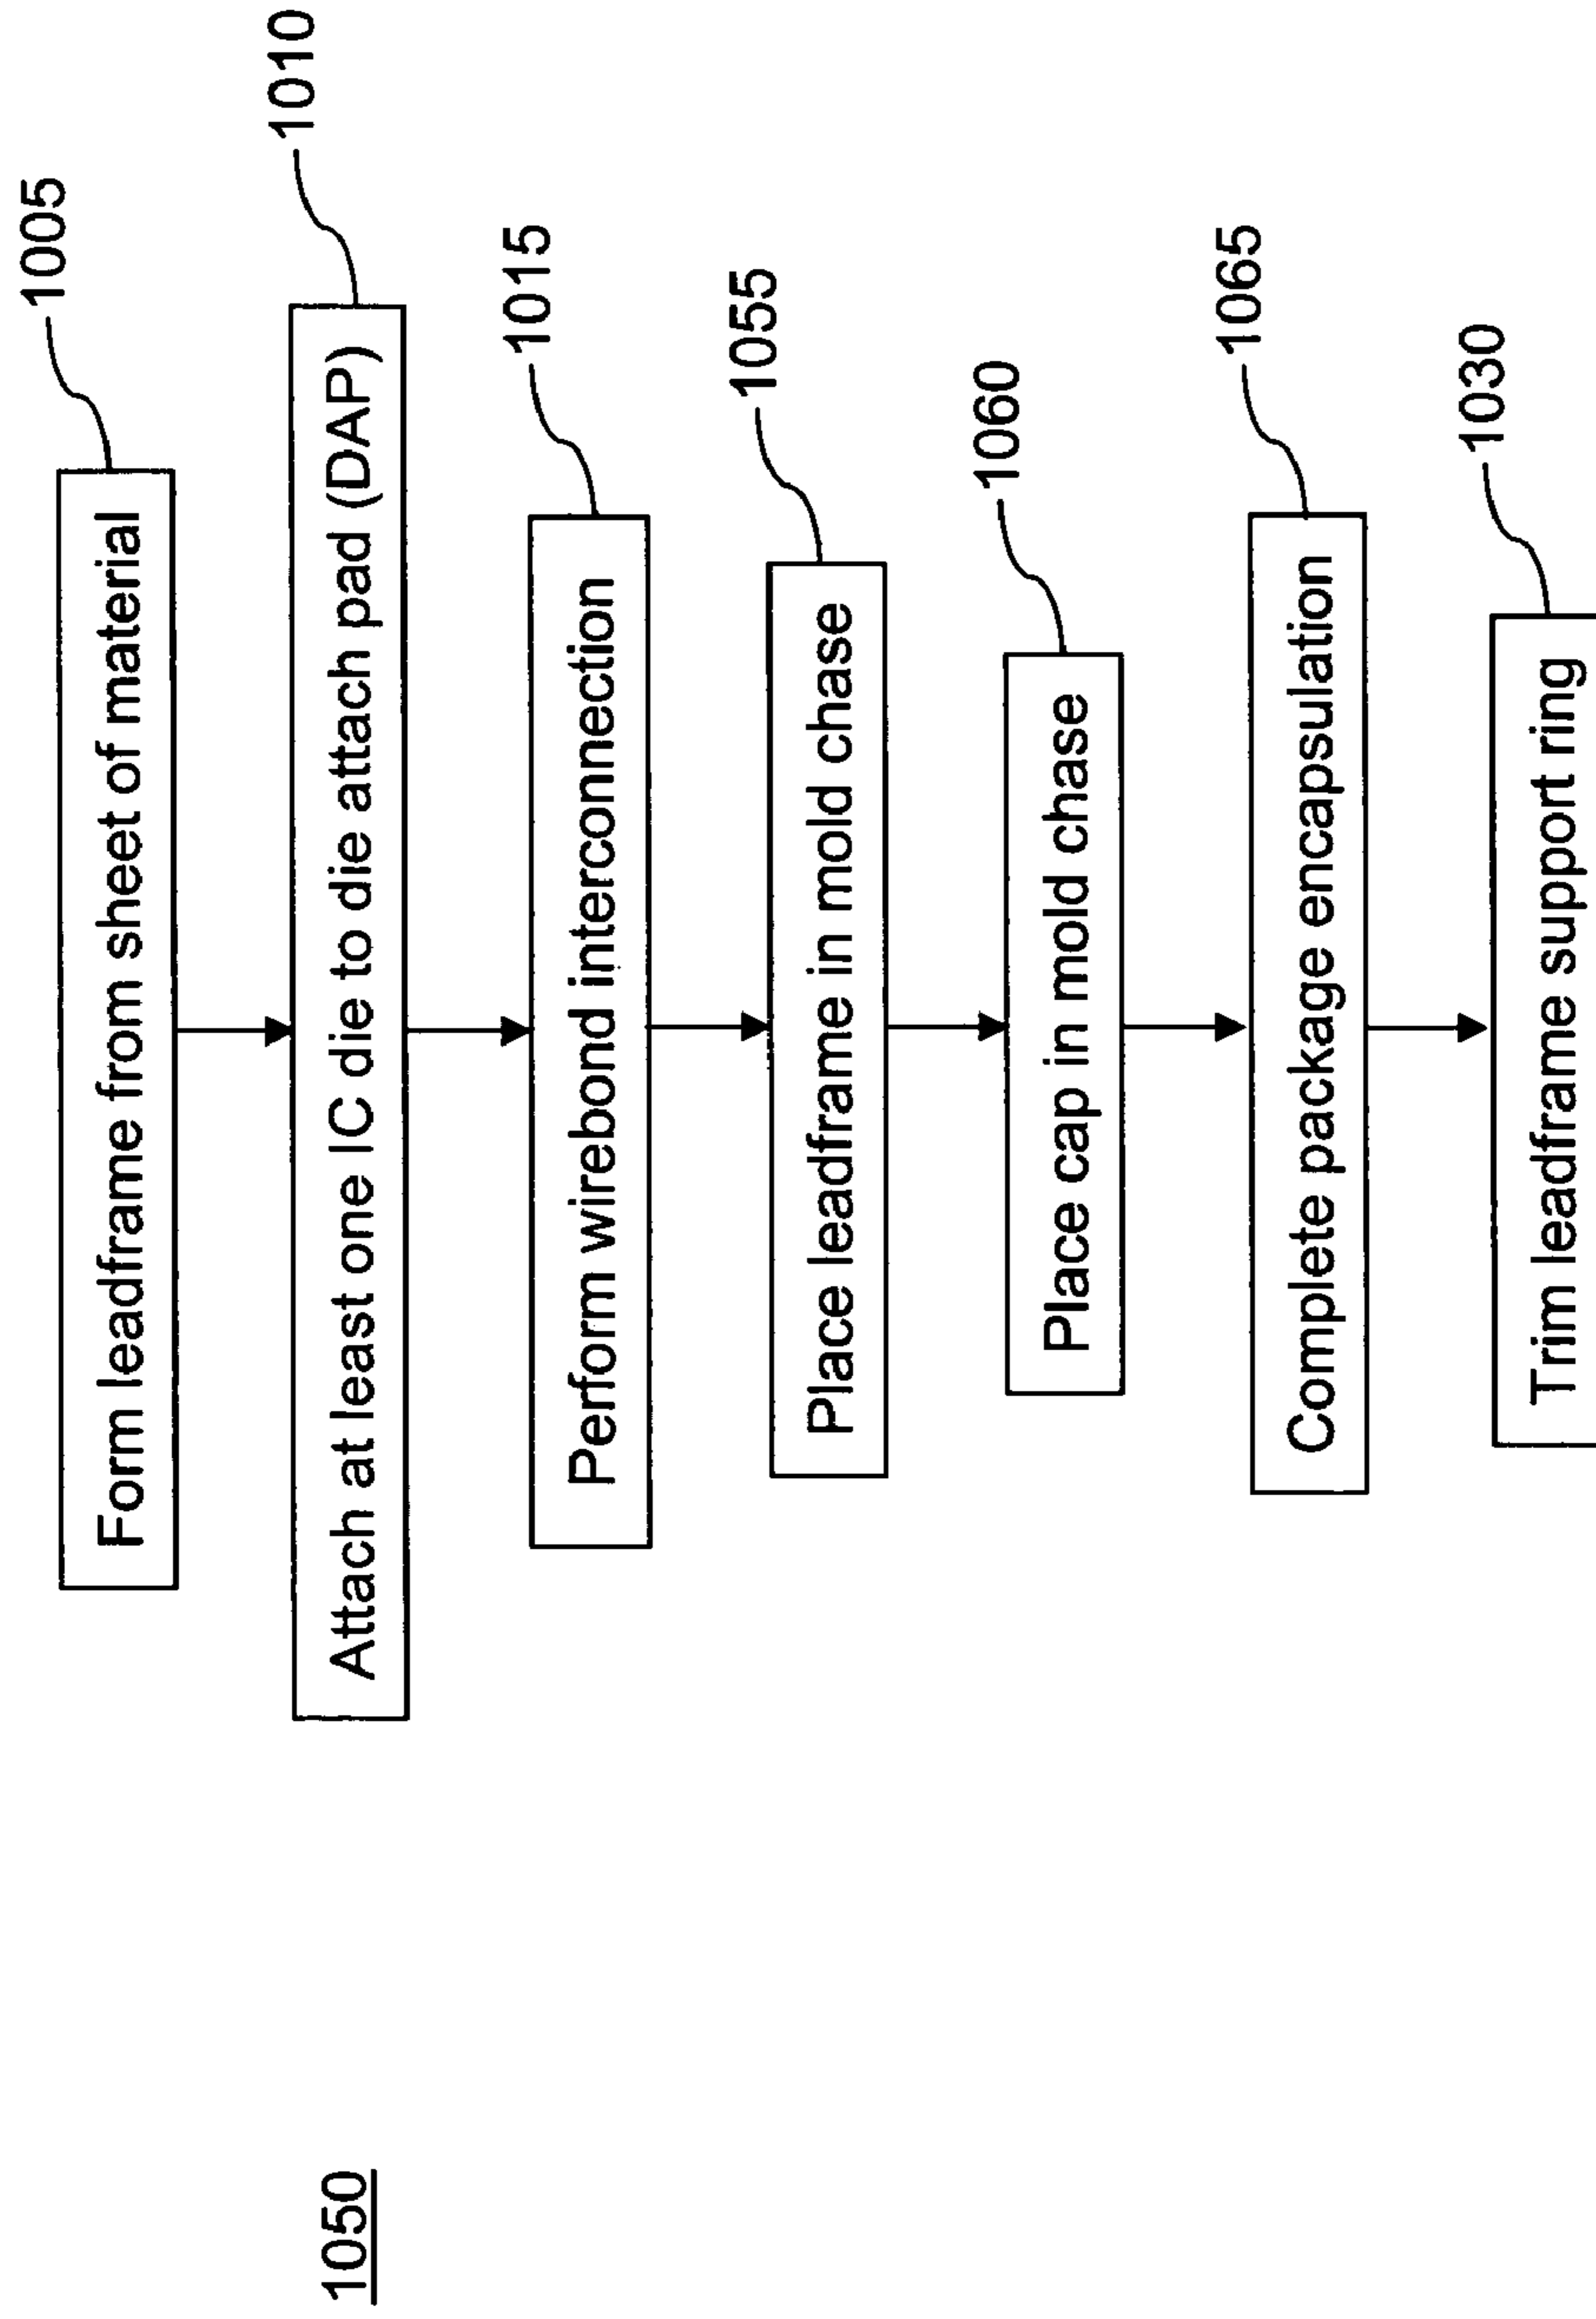 1050
Form leadframe from sheet of material
1005
Attach at least one IC die to die attach pad (DAP)
1010
Perform wirebond interconnection
1015
Place leadframe in mold chase
1055
Place cap in mold chase
1060
Complete package encapsulation
1065
Trim leadframe support ring
1030